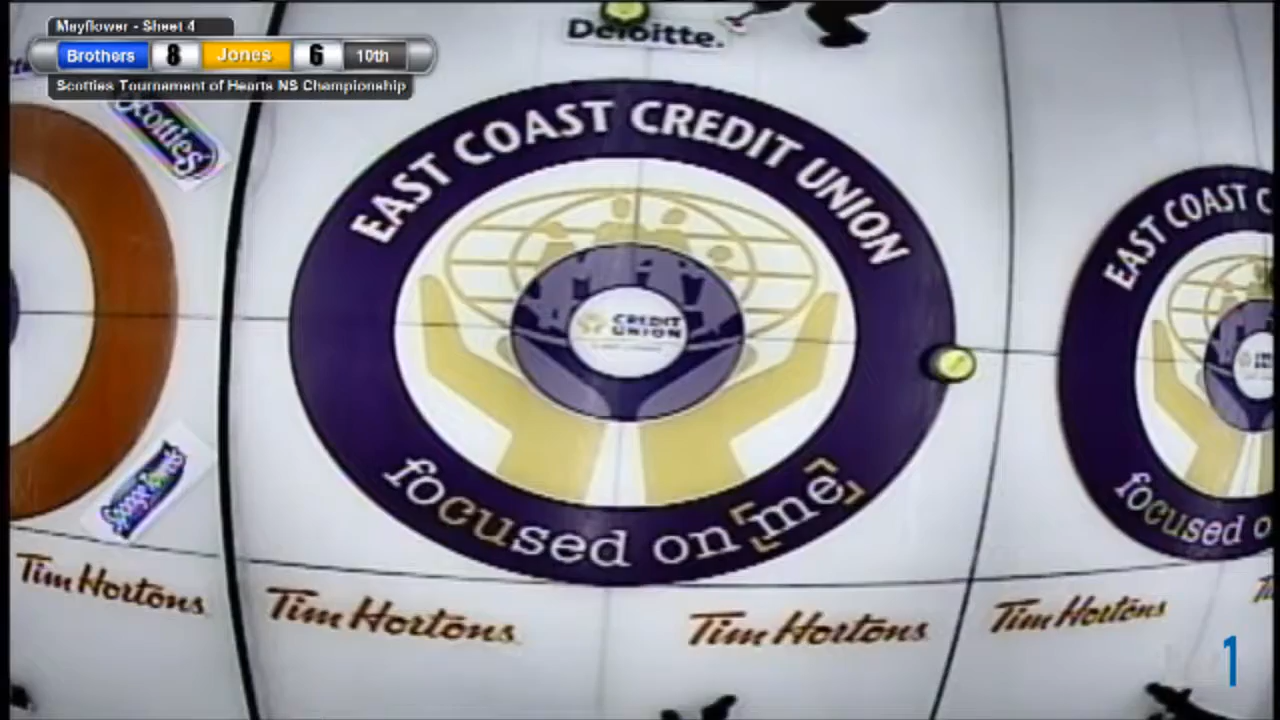 Mayflower - Sheet 4
Brothers 8 Jones 6 10th
Scotties Tournament of Hearts NS Championship
Deloitte.
Scotties
EAST COAST CREDIT UNION
EAST COAST C
CREDIT
UNION
focused on me
focused o
Tim Hortons
Tim Hortons
Tim Hortons
Tim Hortons
1